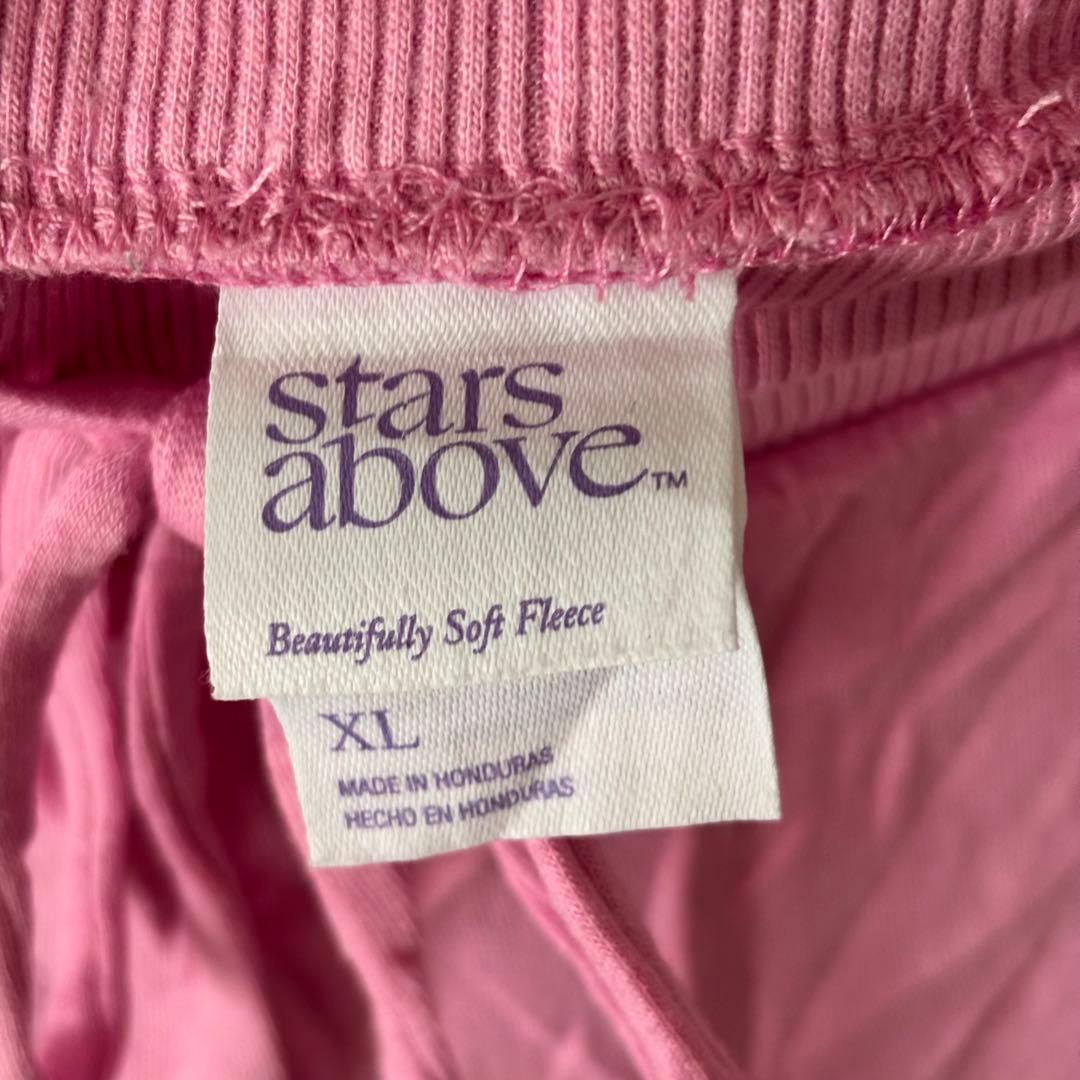 stars
above™
Beautifully Soft Fleece
XL
MADE IN HONDURAS
HECHO EN HONDURAS